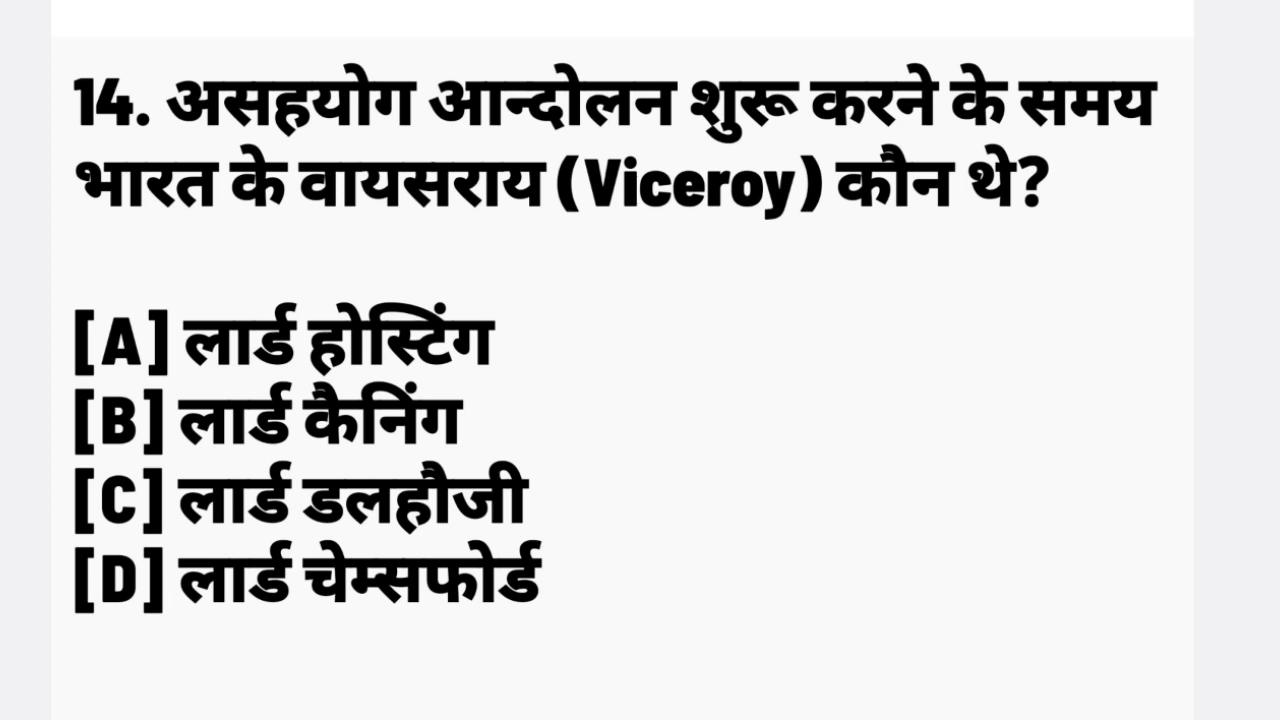 14. असहयोग आन्दोलन शुरू करने के समय
भारत के वायसराय (Viceroy) कौन थे?
[A] लार्ड होस्टिंग
[B] लार्ड कैनिंग
[C] लार्ड डलहौजी
[D] लार्ड चेम्सफोर्ड